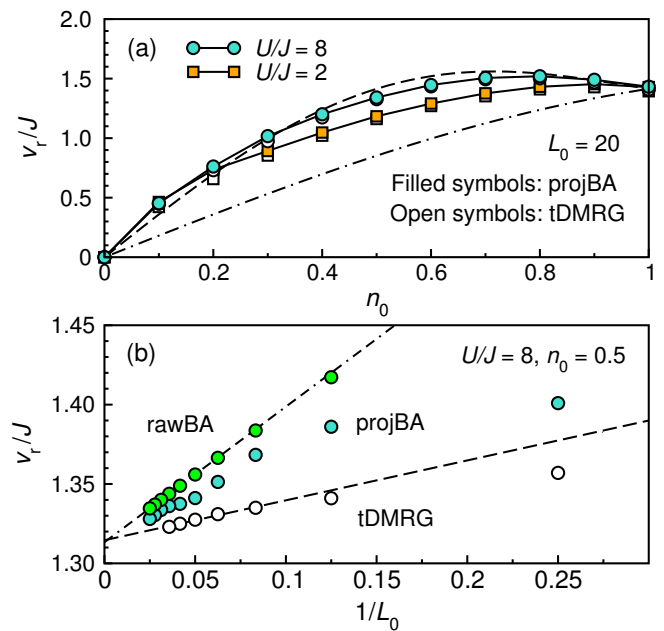 (a)
U/J = 8
U/J = 2
2.0
1.5
1.0
0.5
0
v_r/J
L_0 = 20
Filled symbols: projBA
Open symbols: tDMRG
0 0.2 0.4 0.6 0.8 1
n_0
(b)
U/J = 8, n_0 = 0.5
1.45
1.40
1.35
1.30
v_r/J
rawBA
projBA
tDMRG
0 0.05 0.1 0.15 0.2 0.25
1/L_0